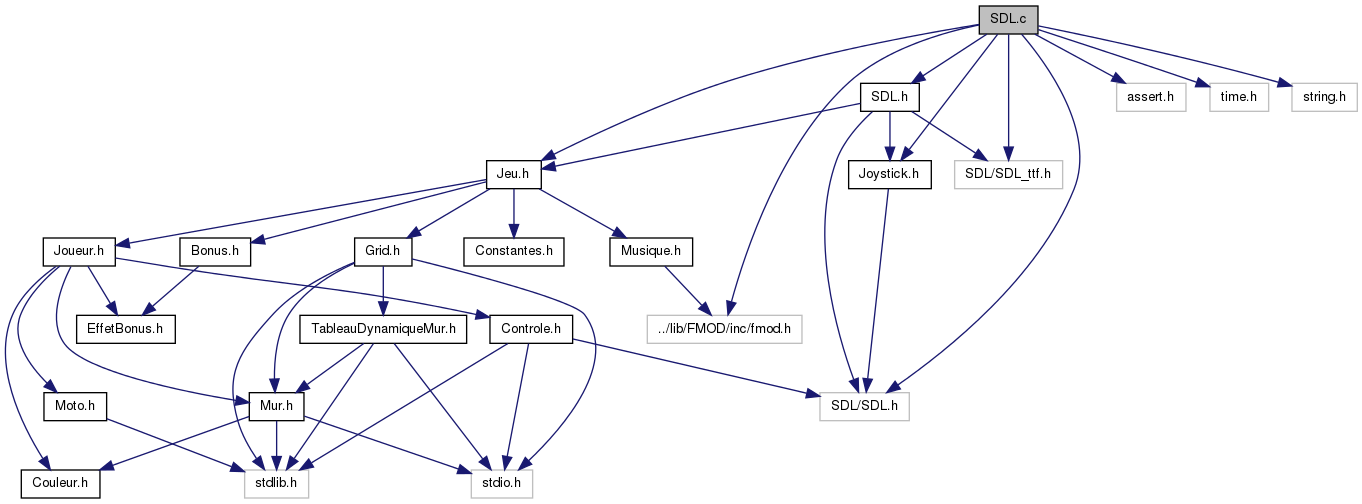 SDL.c
SDL.h
assert.h
time.h
string.h
Jeu.h
Joystick.h
SDL/SDL_ttf.h
Joueur.h
Bonus.h
Grid.h
Constantes.h
Musique.h
EffetBonus.h
TableauDynamiqueMur.h
Controle.h
../lib/FMOD/inc/fmod.h
Moto.h
Mur.h
SDL/SDL.h
Couleur.h
stdlib.h
stdio.h